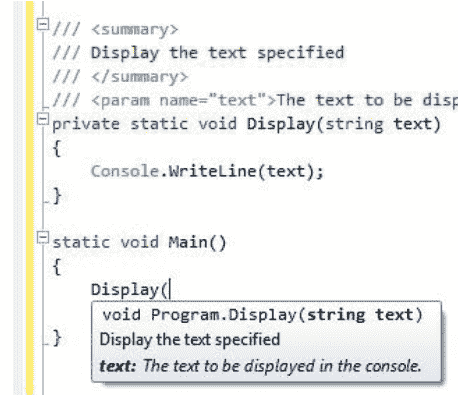 /// <summary>
/// Display the text specified
/// </summary>
/// <param name="text">The text to be disp
private static void Display(string text)
{
Console.WriteLine(text);
}
static void Main()
{
Display(
void Program.Display(string text)
Display the text specified
text: The text to be displayed in the console.
}